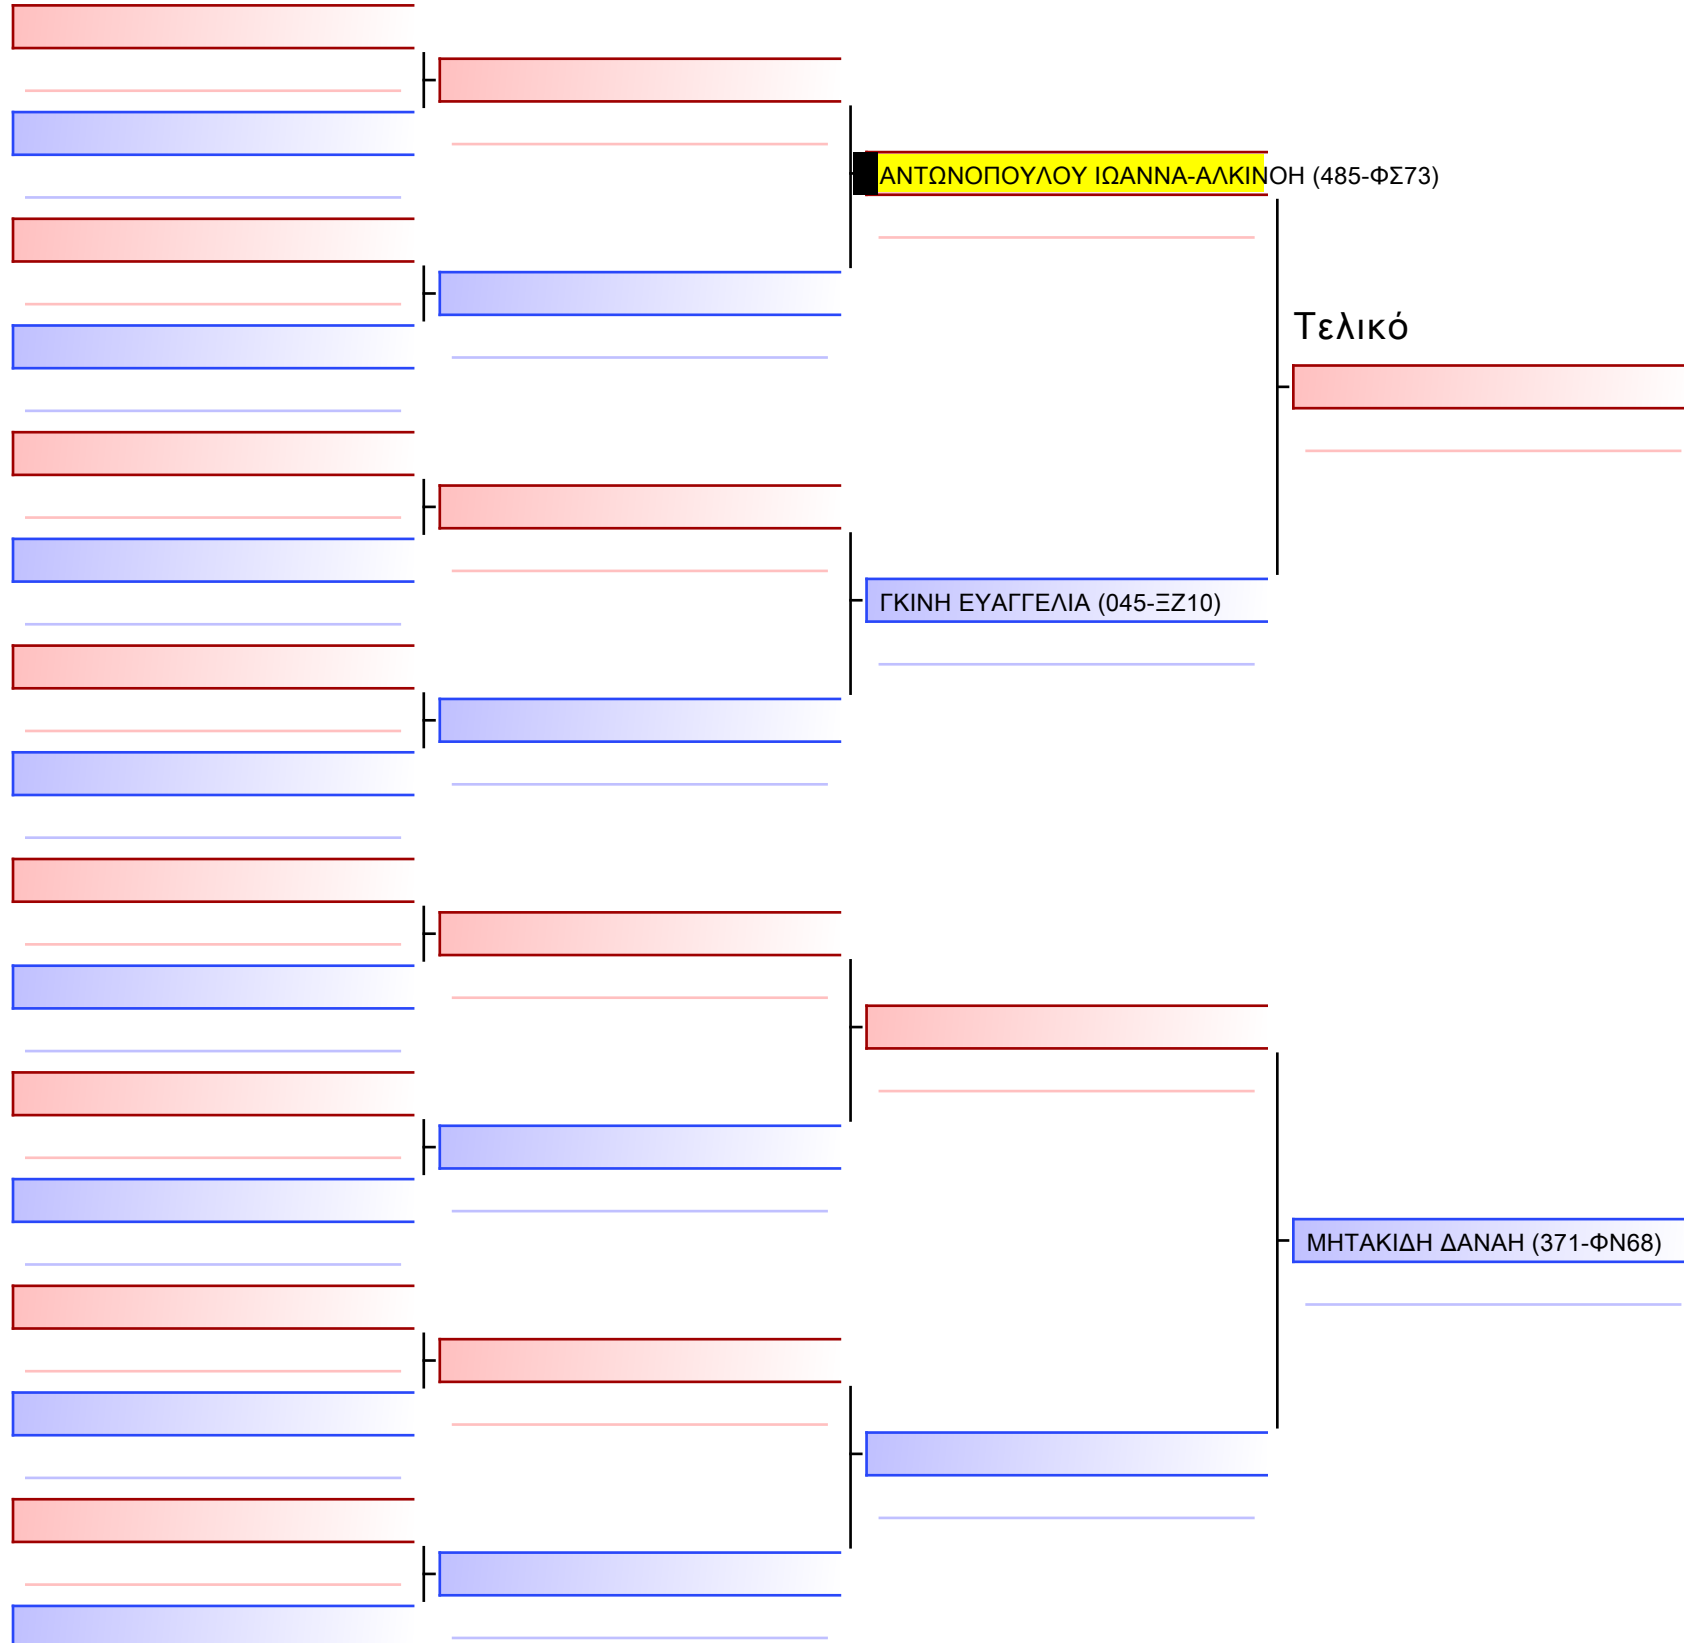 ΑΝΤΩΝΟΠΟΥΛΟΥ ΙΩΑΝΝΑ-ΑΛΚΙΝΟΗ (485-ΦΣ73)
Τελικό
ΓΚΙΝΗ ΕΥΑΓΓΕΛΙΑ (045-ΞΖ10)
ΜΗΤΑΚΙΔΗ ΔΑΝΑΗ (371-ΦΝ68)